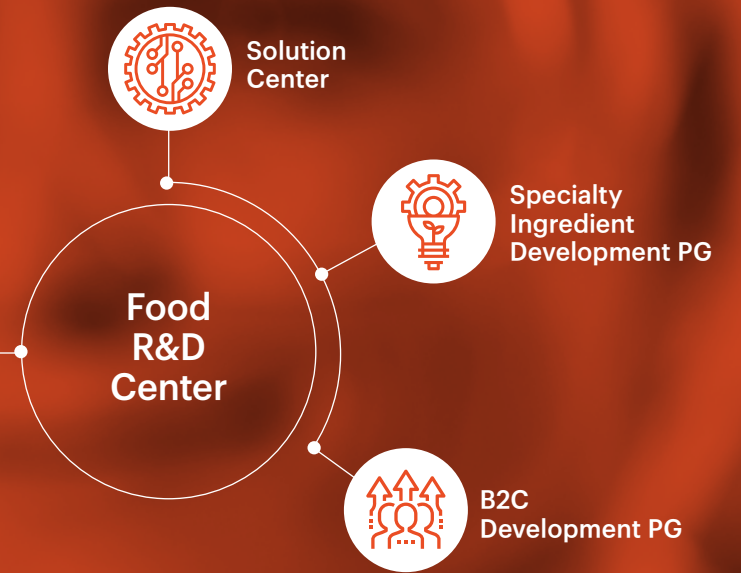 Solution
Center
Specialty
Ingredient
Development PG
Food
R&D
Center
B2C
Development PG